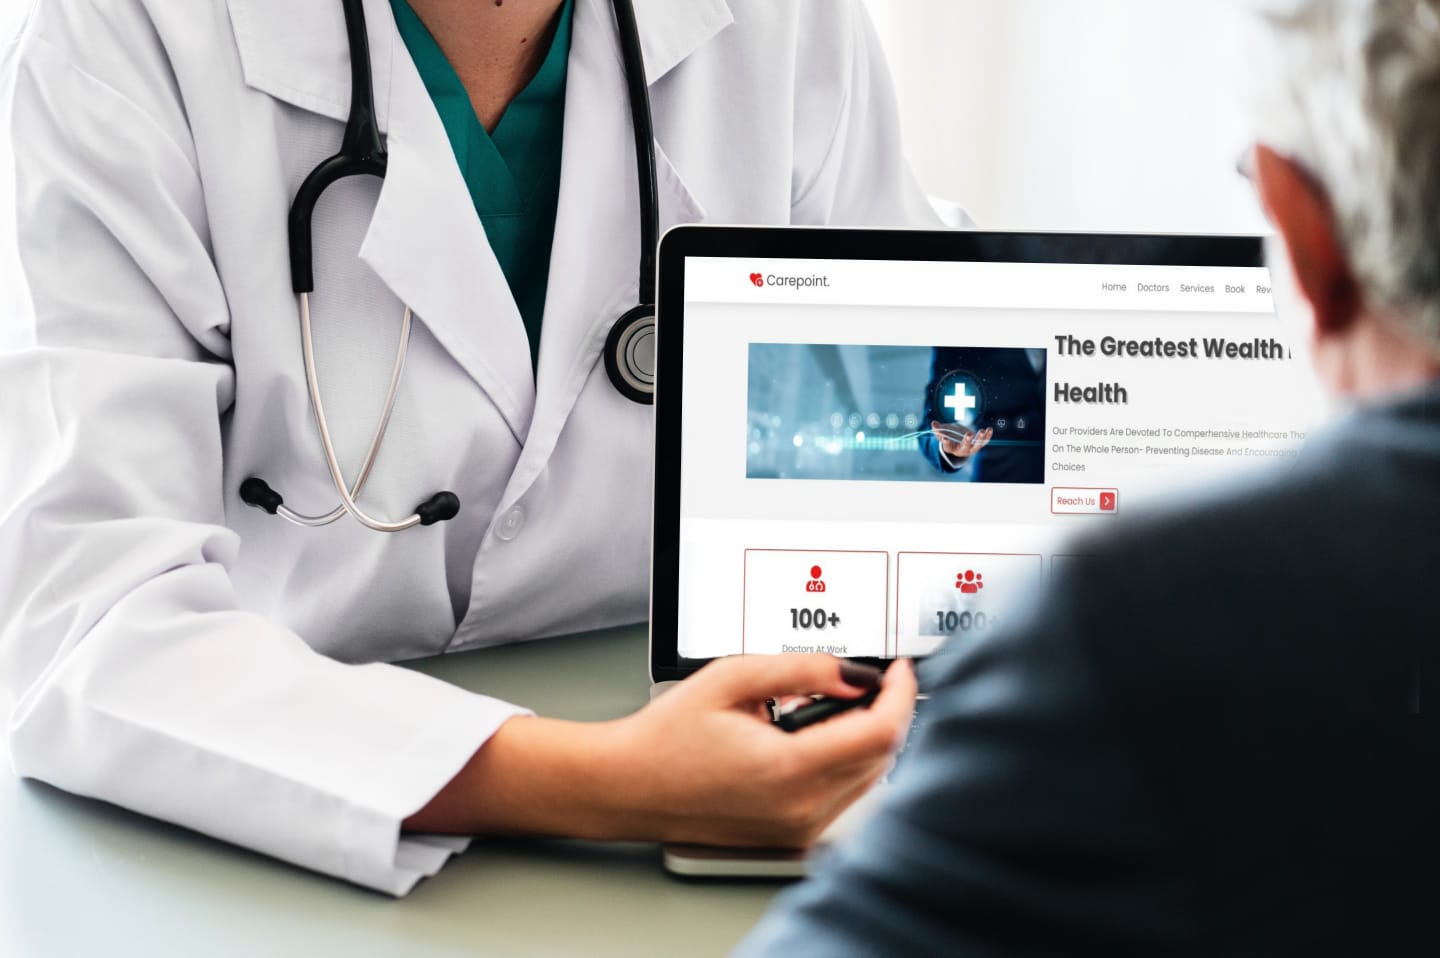 Carepoint.
Home Doctors Services Book
The Greatest Wealth
Health
Our Providers Are Devoted To Comperhensive Healthcare
On The Whole Person- Preventing Disease And Encouraging
Choices
Reach Us
100+
1000+
Doctors At Work